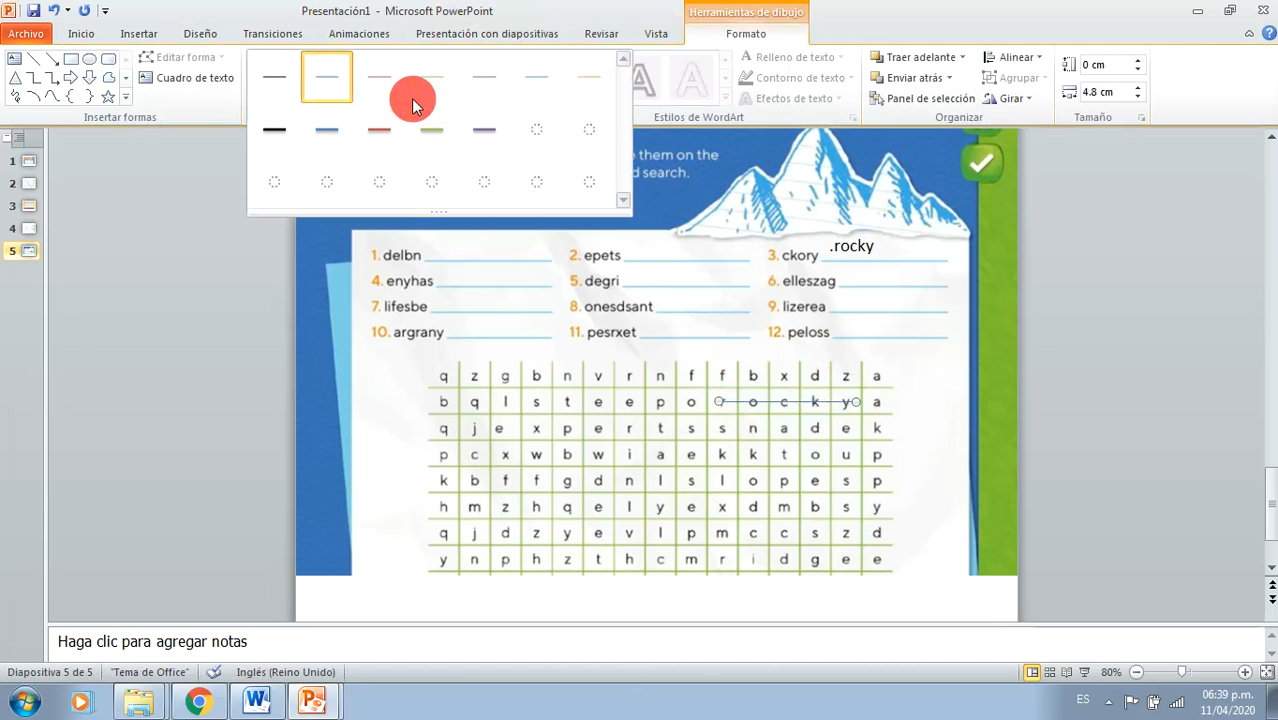 Presentación1 - Microsoft PowerPoint
Herramientas de dibujo
Archivo Inicio Insertar Diseño Transiciones Animaciones Presentación con diapositivas Revisar Vista Formato
Editar forma
Cuadro de texto
Insertar formas
Relleno de texto
Contorno de texto
Efectos de texto
Estilos de WordArt
Traer adelante
Enviar atrás
Panel de selección
Alinear
Agrupar
Girar
Organizar
0 cm
4.8 cm
Tamaño
1
2
3
4
5
them on the
d search.
.rocky
1. delbn 2. epets 3. ckory
4. enyhas 5. degri 6. elleszag
7. lifesbe 8. onesdsant 9. lizerea
10. argrany 11. pesrxet 12. peloss
q z g b n v r n f f b x d z a
b q l s t e e p o r o c k y a
q j e x p e r t s s n a d e k
p c x w b w i a e k k t o u p
k b f f g d n l s l o p e s p
h m z h q e l y e x d m b s y
q j d z y e v l p m c c s z d
y n p h z t h c m r i d g e e
Haga clic para agregar notas
Diapositiva 5 de 5 "Tema de Office" Inglés (Reino Unido) 80%
ES 06:39 p.m.
11/04/2020